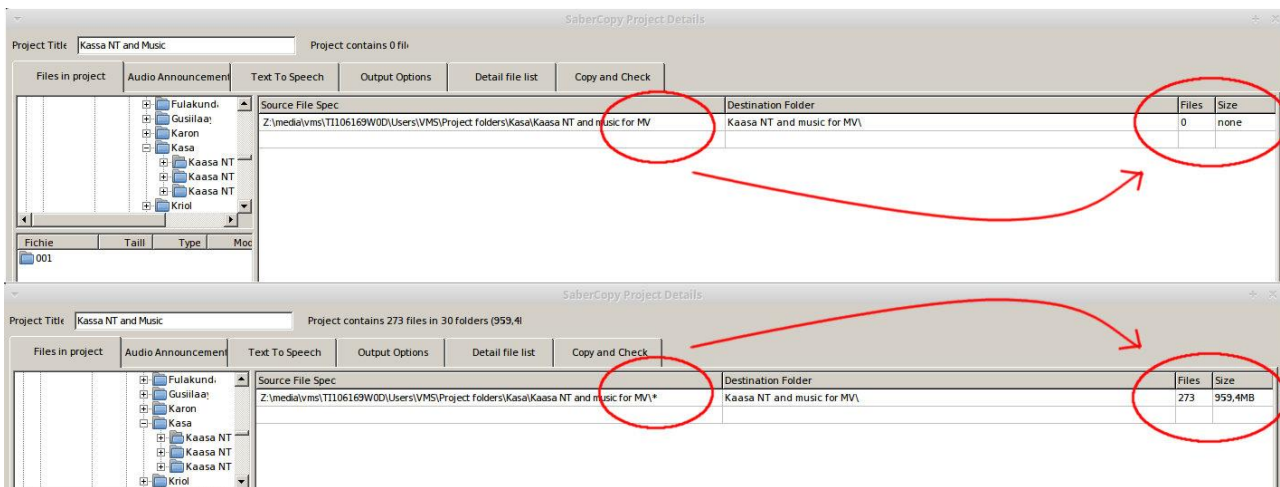 SaberCopy Project Details
Project Title Kassa NT and Music Project contains 0 file
Files in project Audio Announcement Text To Speech Output Options Detail file list Copy and Check
Fulakund.
Gusiilaay
Karon
Kasa
Kaasa NT
Kaasa NT
Kaasa NT
Kriol
Source File Spec Destination Folder Files Size
Z:\media\vms\TI106169W0D\Users\VMS\Project folders\Kasa\Kaasa NT and music for MV Kaasa NT and music for MV\ 0 none
Fichie Taill Type Moc
001
SaberCopy Project Details
Project Title Kassa NT and Music Project contains 273 files in 30 folders (959,4
Files in project Audio Announcement Text To Speech Output Options Detail file list Copy and Check
Fulakund.
Gusiilaay
Karon
Kasa
Kaasa NT
Kaasa NT
Kaasa NT
Kriol
Source File Spec Destination Folder Files Size
Z:\media\vms\TI106169W0D\Users\VMS\Project folders\Kasa\Kaasa NT and music for MV\* Kaasa NT and music for MV\ 273 959,4MB